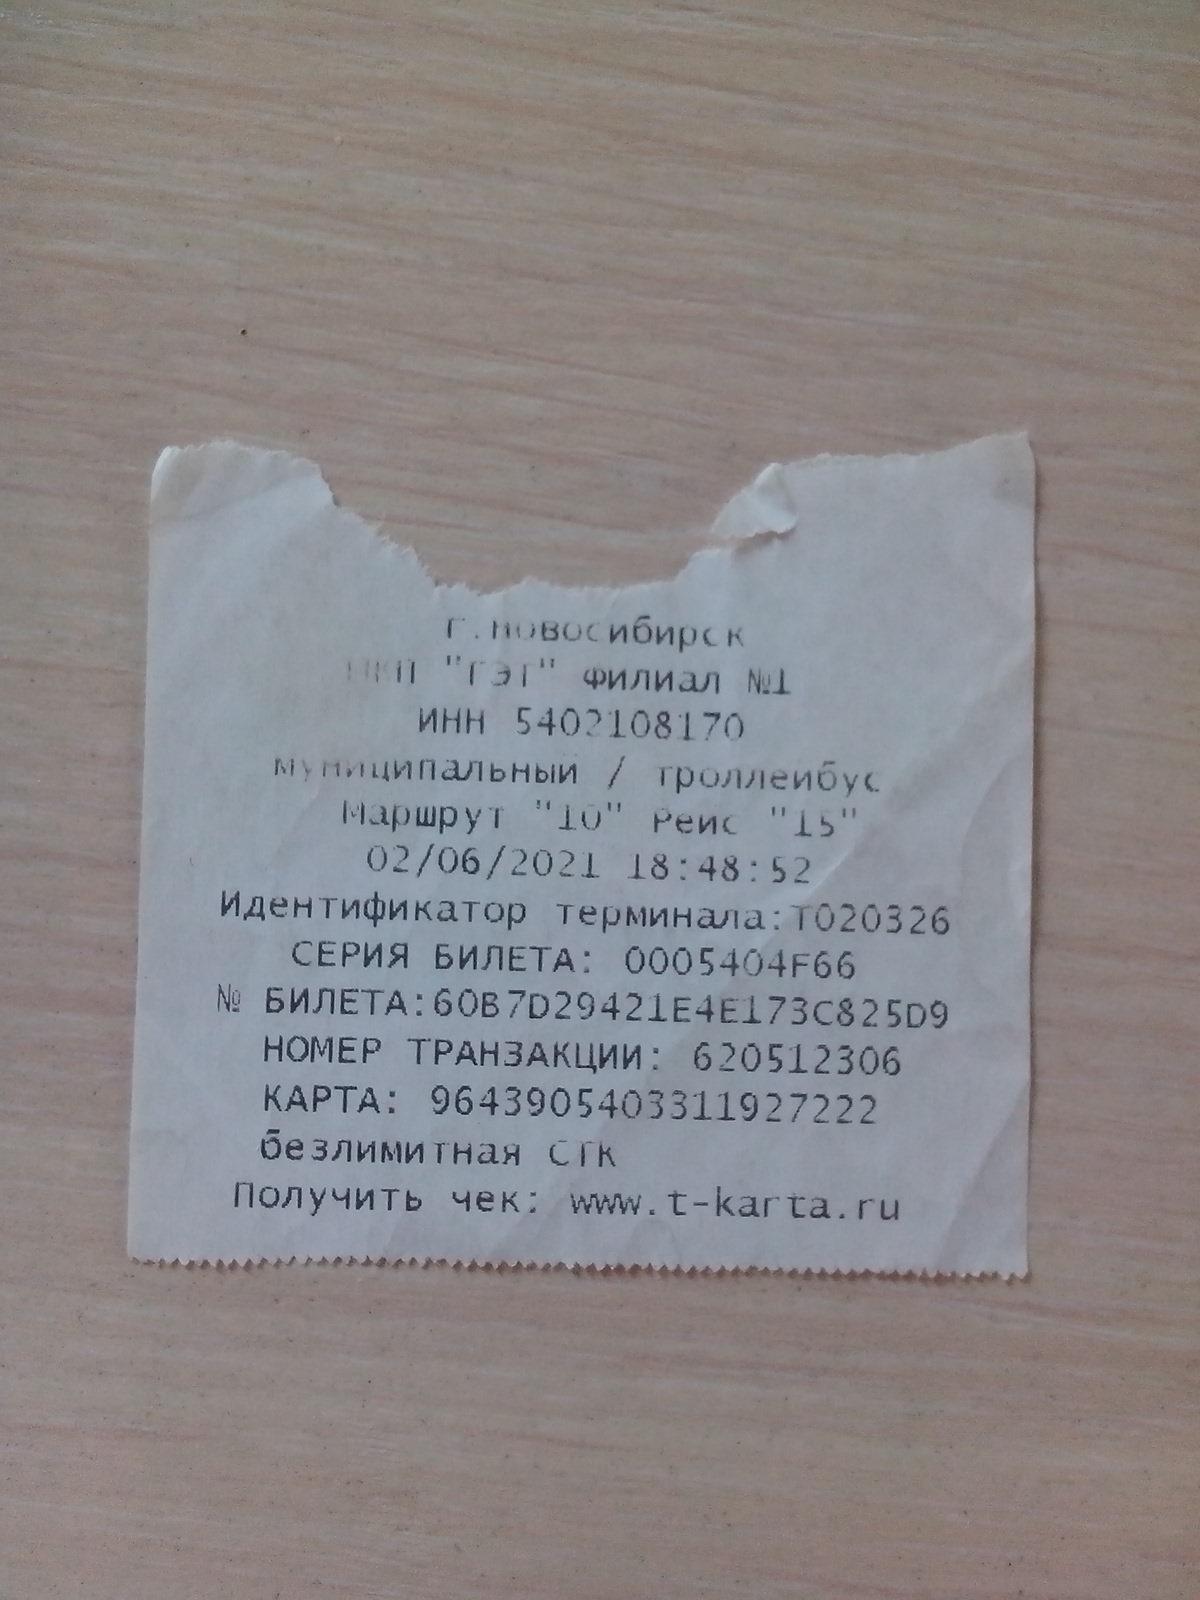 г.Новосибирск
МКП "ГЭТ" Филиал №1
ИНН 5402108170
муниципальный / троллейбус
Маршрут "10" Рейс "15"
02/06/2021 18:48:52
Идентификатор терминала:T020326
СЕРИЯ БИЛЕТА: 0005404F66
№ БИЛЕТА:60B7D29421E4E173C825D9
НОМЕР ТРАНЗАКЦИИ: 620512306
КАРТА: 9643905403311927222
безлимитная СТК
Получить чек: www.t-karta.ru